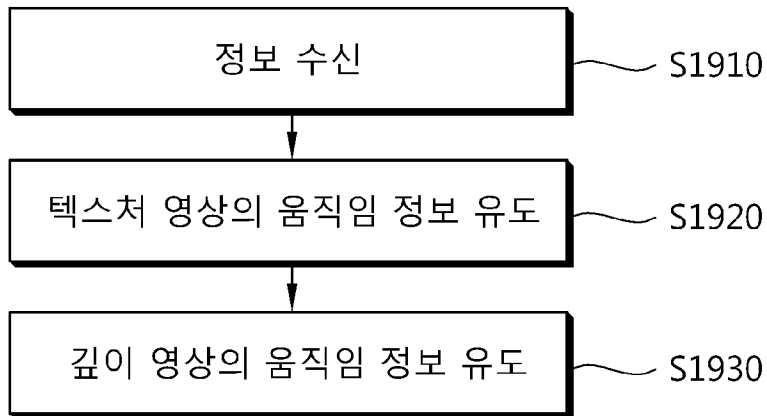 정보 수신
S1910
텍스처 영상의 움직임 정보 유도
S1920
깊이 영상의 움직임 정보 유도
S1930